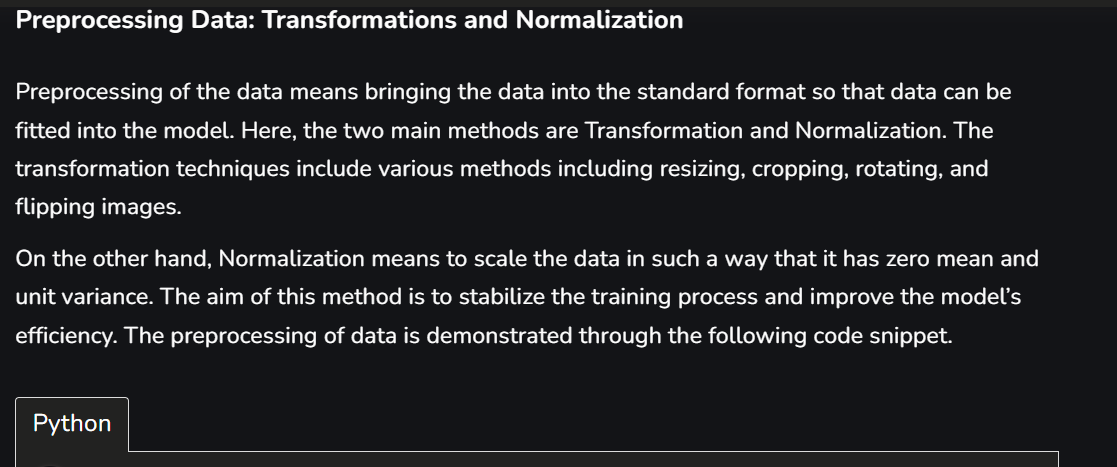 Preprocessing Data: Transformations and Normalization
Preprocessing of the data means bringing the data into the standard format so that data can be
fitted into the model. Here, the two main methods are Transformation and Normalization. The
transformation techniques include various methods including resizing, cropping, rotating, and
flipping images.
On the other hand, Normalization means to scale the data in such a way that it has zero mean and
unit variance. The aim of this method is to stabilize the training process and improve the model’s
efficiency. The preprocessing of data is demonstrated through the following code snippet.
Python